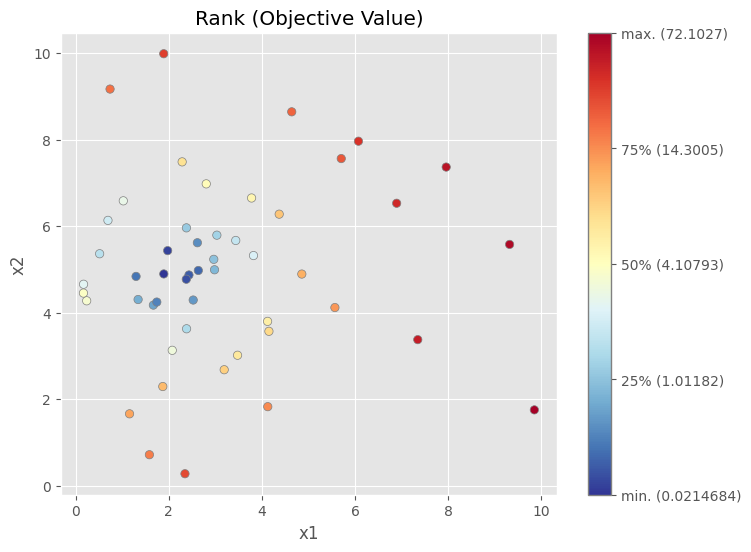 Rank (Objective Value)
max. (72.1027)
75% (14.3005)
50% (4.10793)
25% (1.01182)
min. (0.0214684)
10
8
6
4
2
0
x2
0 2 4 6 8 10
x1